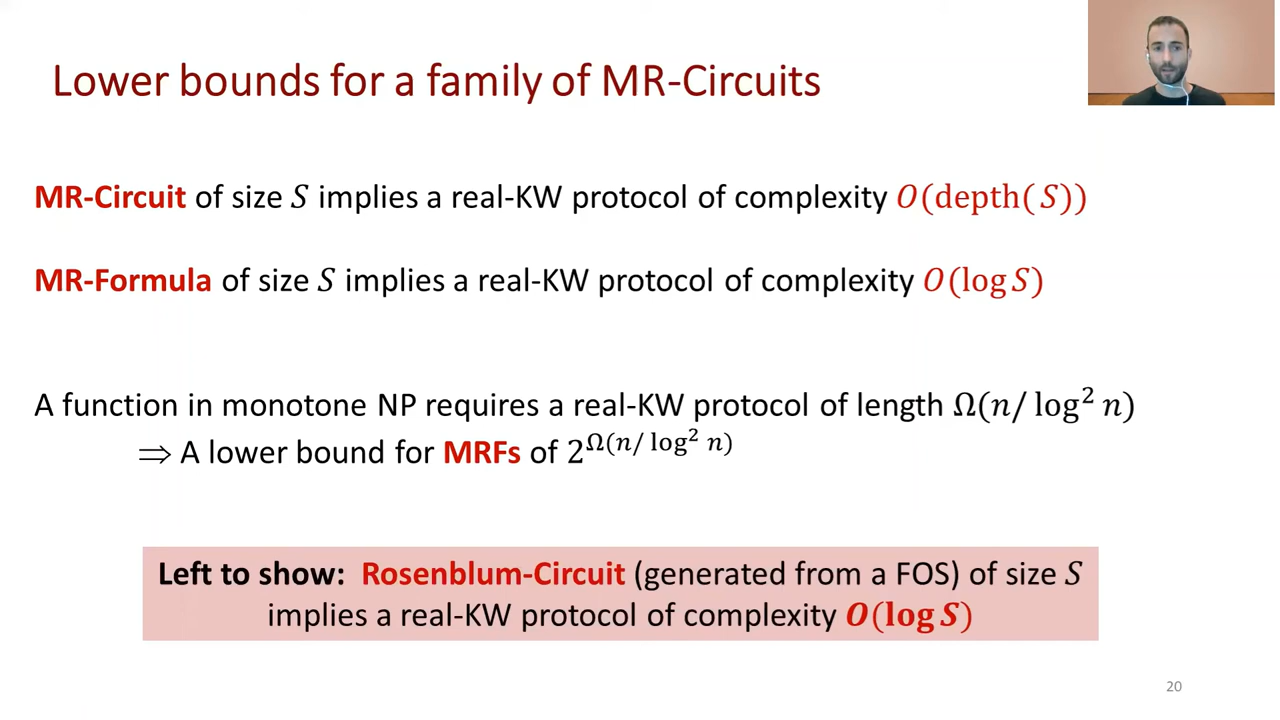 Lower bounds for a family of MR-Circuits
MR-Circuit of size S implies a real-KW protocol of complexity O(depth(S))
MR-Formula of size S implies a real-KW protocol of complexity O(log S)
A function in monotone NP requires a real-KW protocol of length Ω(n/ log² n)
⇒ A lower bound for MRFs of 2^Ω(n/ log² n)
Left to show: Rosenblum-Circuit (generated from a FOS) of size S
implies a real-KW protocol of complexity O(log S)
20